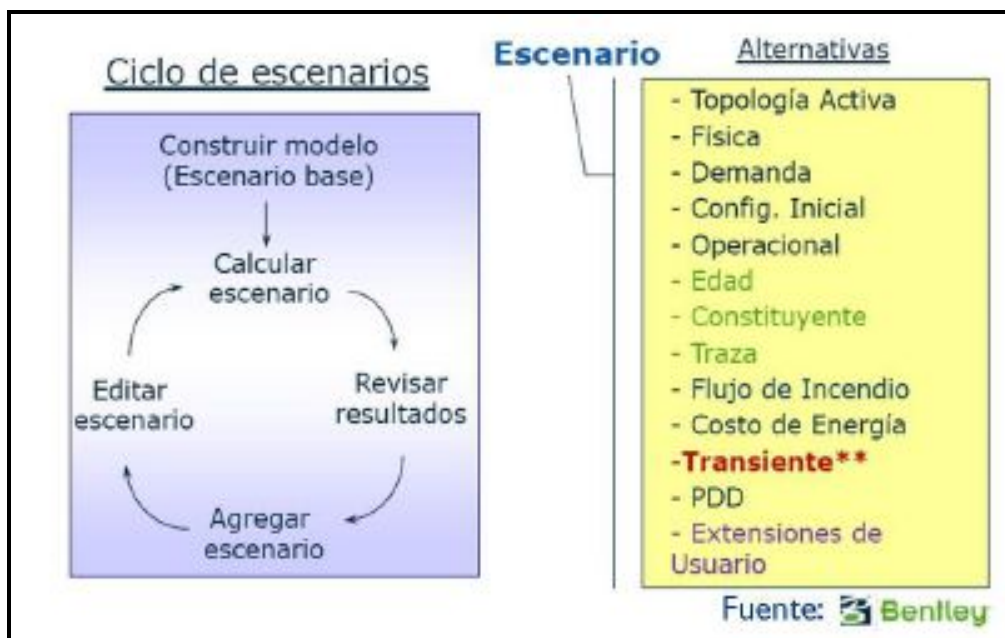 Ciclo de escenarios
Construir modelo
(Escenario base)
Calcular
escenario
Revisar
resultados
Agregar
escenario
Editar
escenario
Escenario
Alternativas
- Topología Activa
- Física
- Demanda
- Config. Inicial
- Operacional
- Edad
- Constituyente
- Traza
- Flujo de Incendio
- Costo de Energía
-Transiente**
- PDD
- Extensiones de
Usuario
Fuente: Bentley